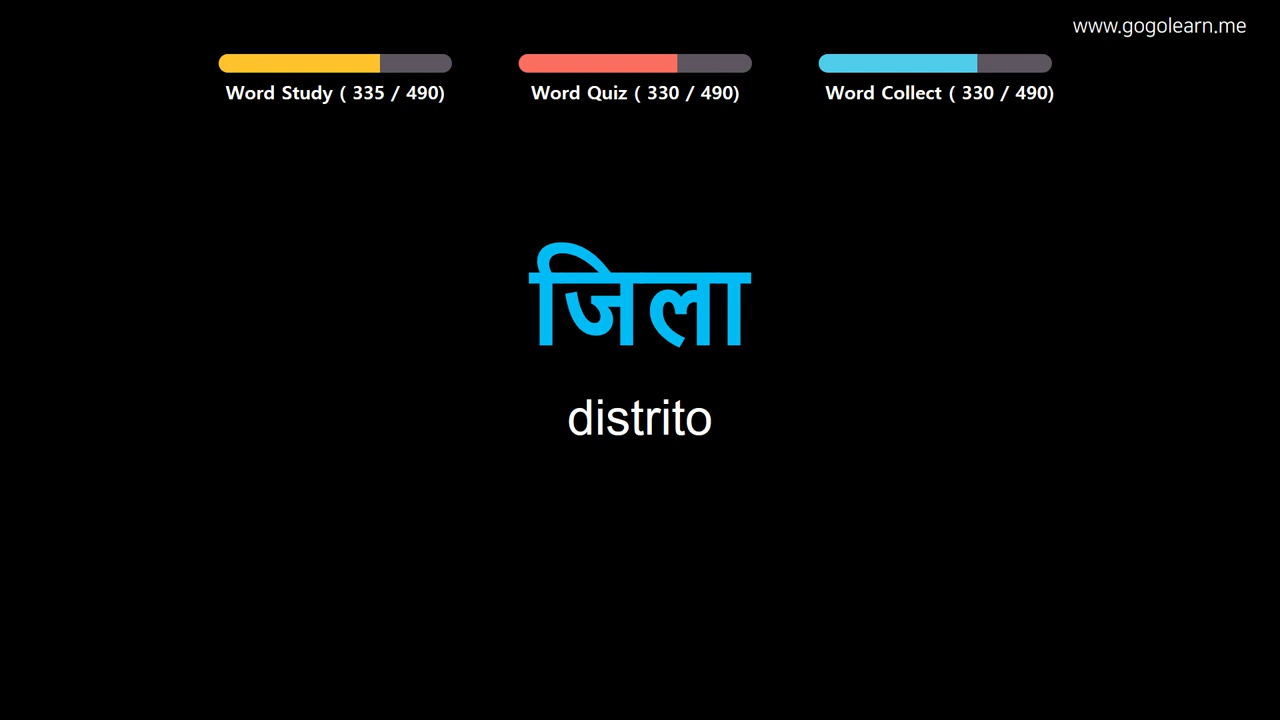 www.gogolearn.me
Word Study ( 335 / 490)
Word Quiz ( 330 / 490)
Word Collect ( 330 / 490)
जिला
distrito